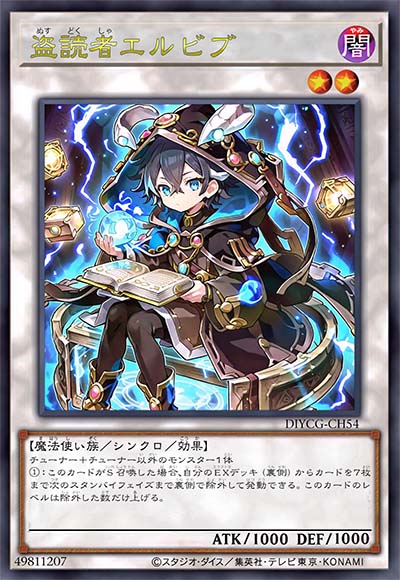 ぬす どく しゃ
盗読者エルビブ
やみ
闇
DIYCG-CH54
【魔法使い族／シンクロ／効果】
チューナー＋チューナー以外のモンスター1体
①：このカードがＳ召喚した場合、自分のEXデッキ（裏側）からカードを7枚
まで次のスタンバイフェイズまで裏側で除外して発動できる。このカードのレ
ベルは除外した数だけ上げる。
ATK/1000 DEF/1000
49811207
©スタジオ・ダイス／集英社・テレビ東京・KONAMI